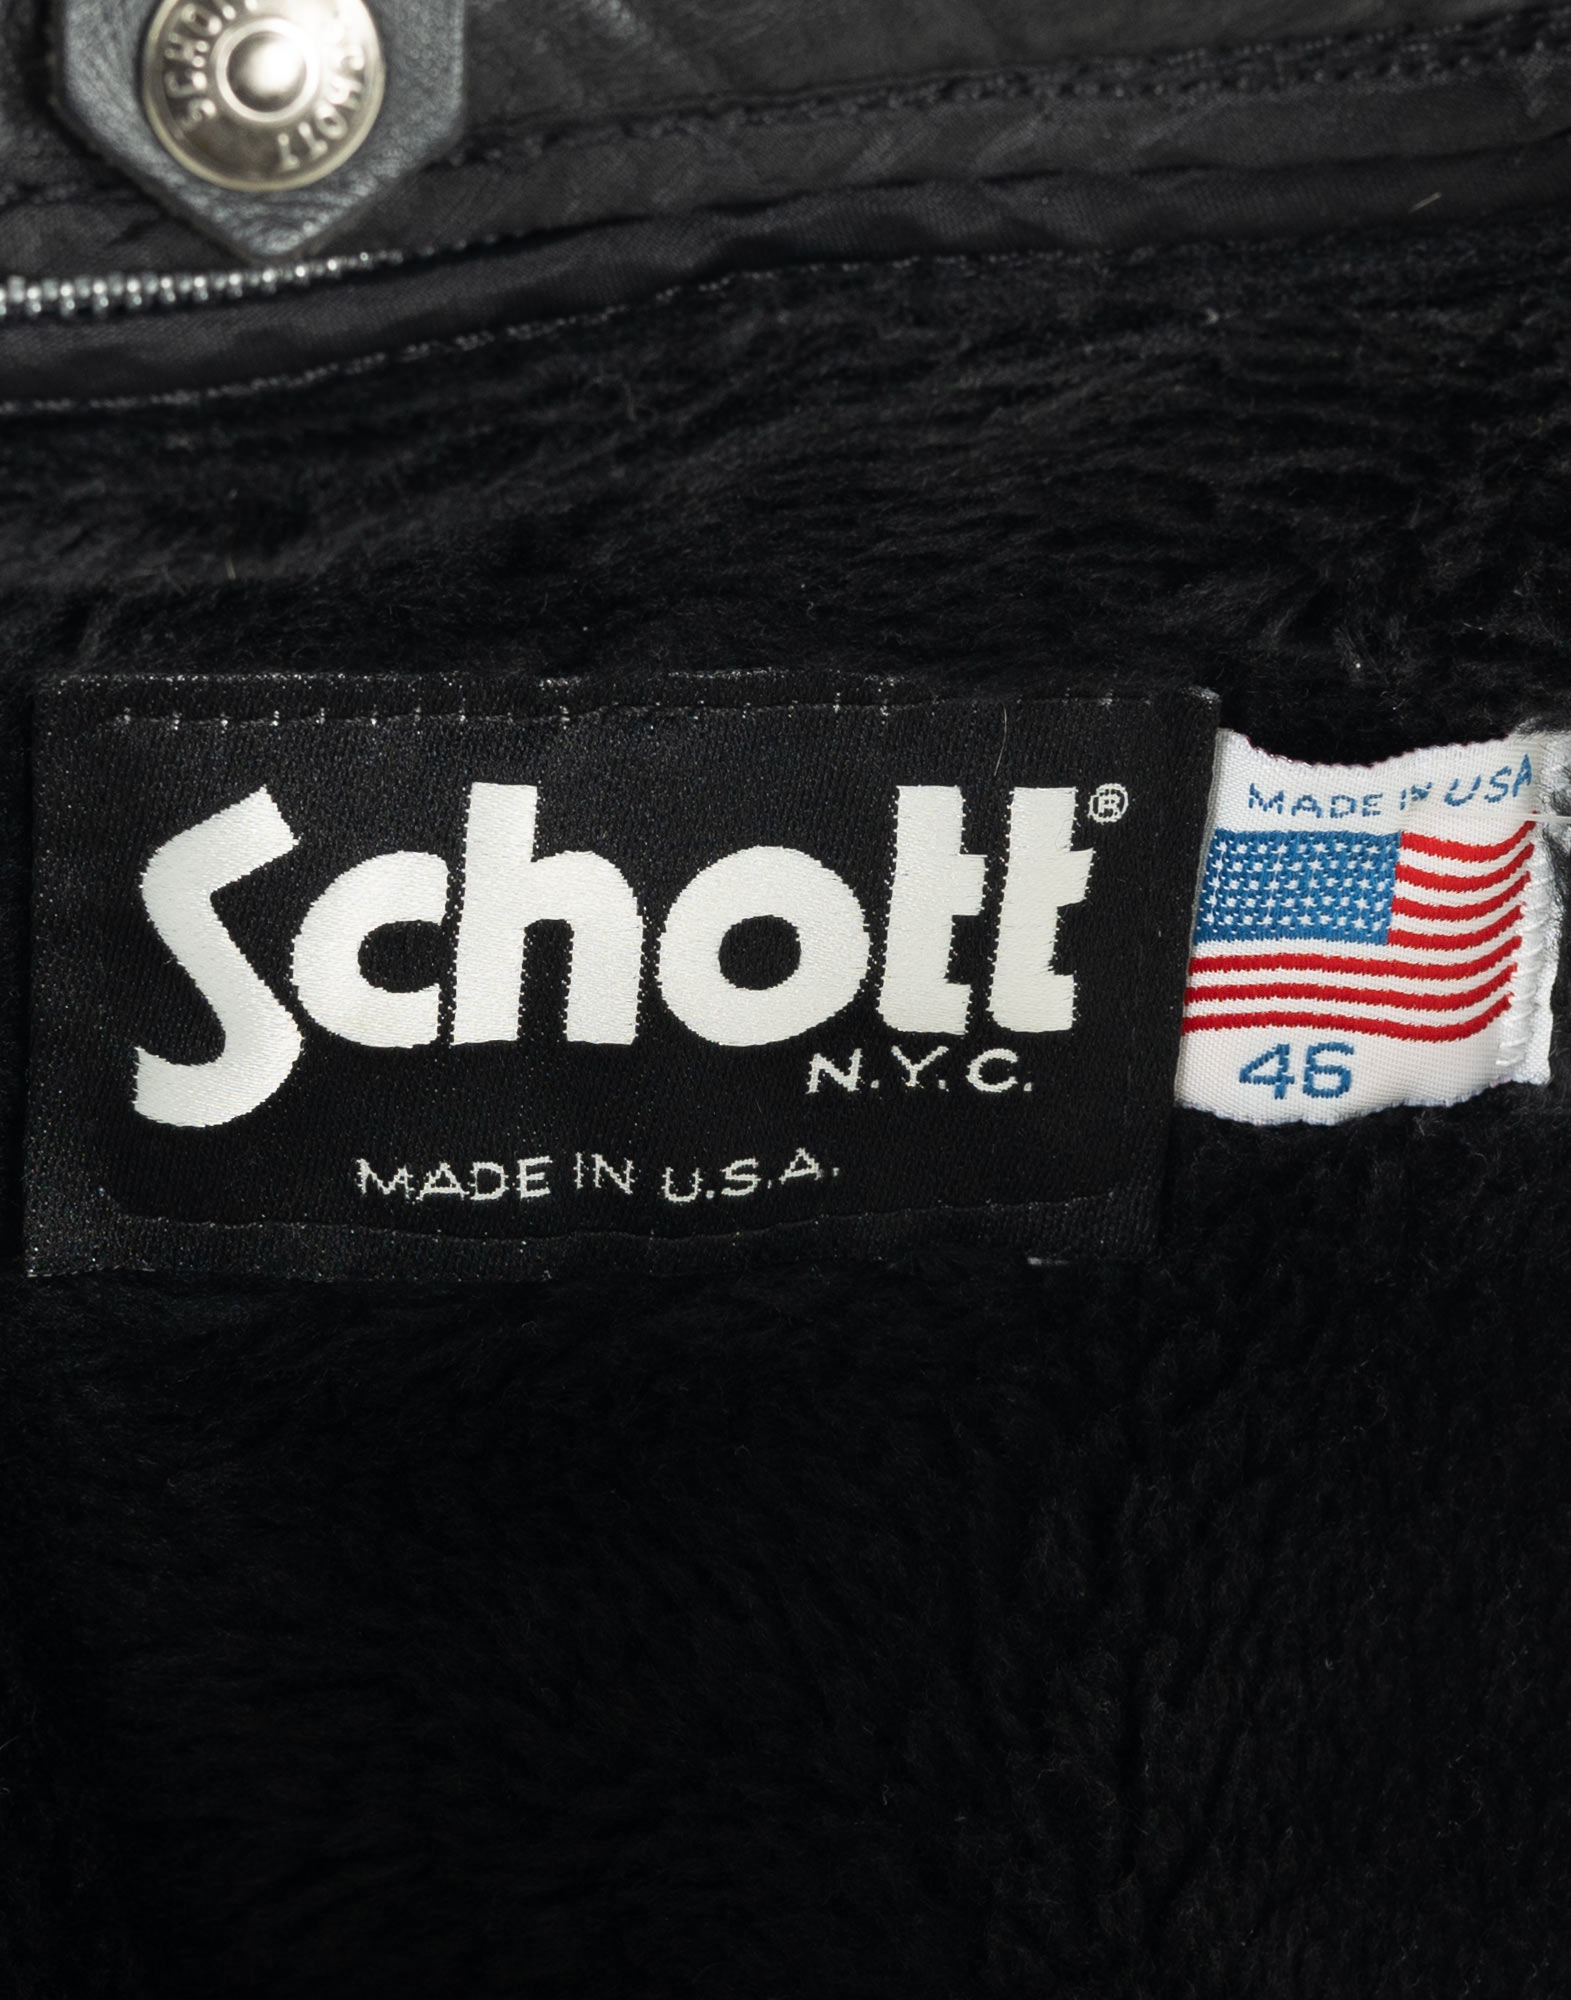 SCHOTT
SCHOTT
Schott®
N.Y.C.
MADE IN U.S.A.
MADE IN USA
46